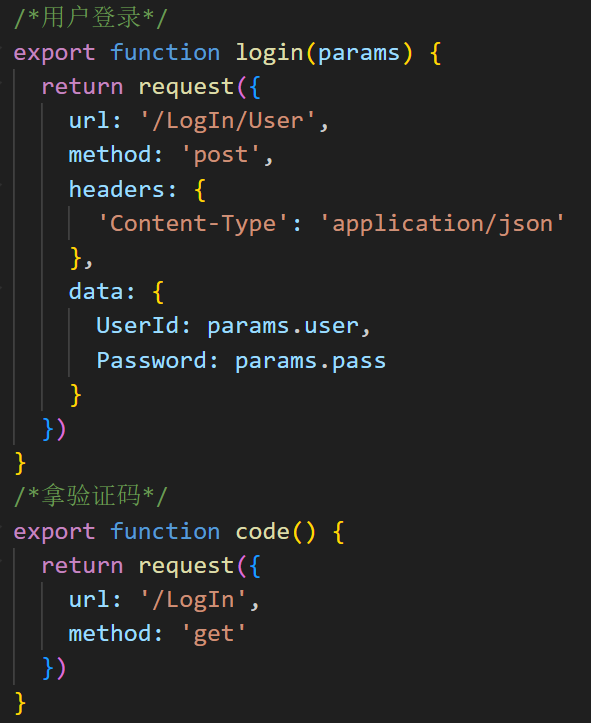 /*用户登录*/
export function login(params) {
  return request({
    url: '/LogIn/User',
    method: 'post',
    headers: {
      'Content-Type': 'application/json'
    },
    data: {
      UserId: params.user,
      Password: params.pass
    }
  })
}
/*拿验证码*/
export function code() {
  return request({
    url: '/LogIn',
    method: 'get'
  })
}